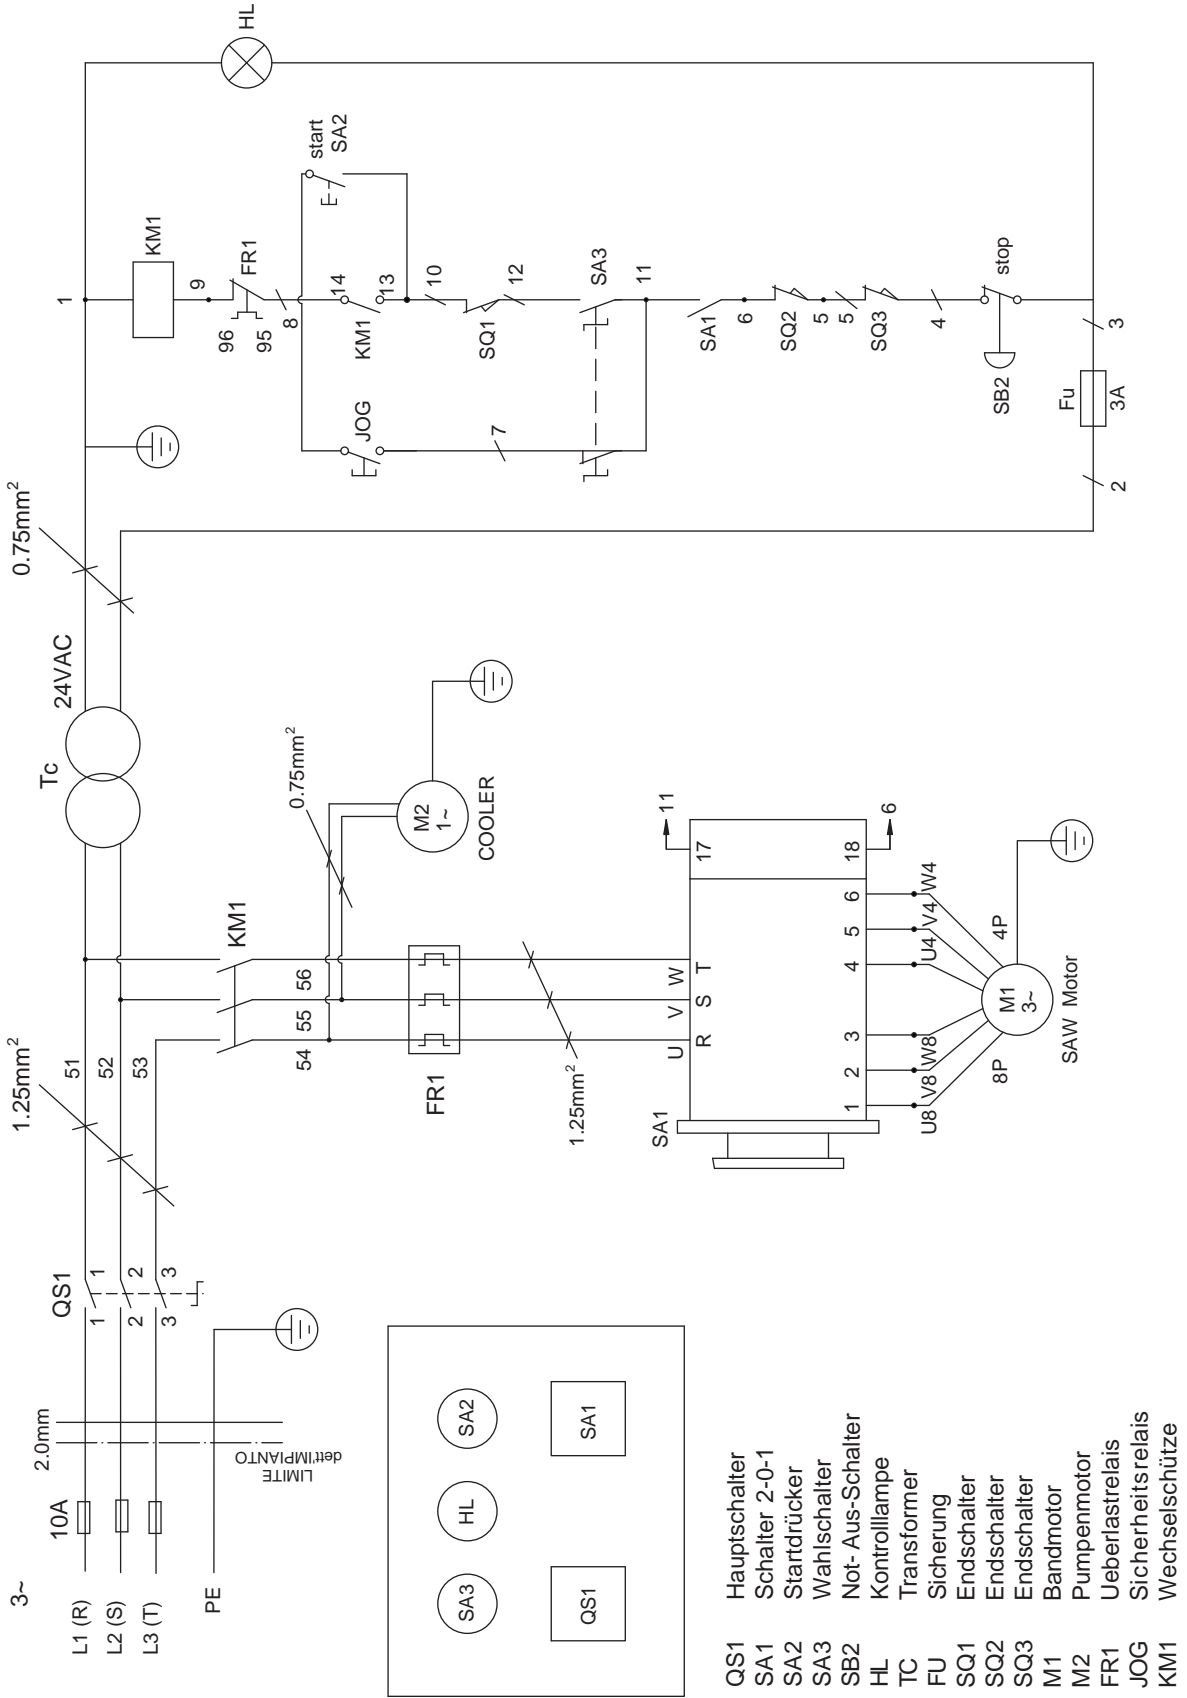 3~
L1 (R)
L2 (S)
L3 (T)
PE
10A
2.0mm
LIMITE
dell'IMPIANTO
QS1
1 1
2 2
3 3
1.25mm²
51
52
53
KM1
54
55
56
FR1
0.75mm²
M2
1~
COOLER
1.25mm²
U V W
R S T
SA1
17
11
18
6
1 2 3 4 5 6
U8 V8 W8 U4 V4 W4
8P
4P
M1
3~
SAW Motor
Tc
24VAC
0.75mm²
1
KM1
9
96
95
FR1
8
14
13
KM1
start
SA2
JOG
10
SQ1
12
7
SA3
11
SA1
6
SQ2
5
5
SQ3
4
stop
SB2
3
Fu
3A
2
HL
SA3
HL
SA2
QS1
SA1
QS1 Hauptschalter
SA1 Schalter 2-0-1
SA2 Startdrücker
SA3 Wahlschalter
SB2 Not- Aus-Schalter
HL Kontrolllampe
TC Transformer
FU Sicherung
SQ1 Endschalter
SQ2 Endschalter
SQ3 Endschalter
M1 Bandmotor
M2 Pumpenmotor
FR1 Ueberlastrelais
JOG Sicherheitsrelais
KM1 Wechselschütze